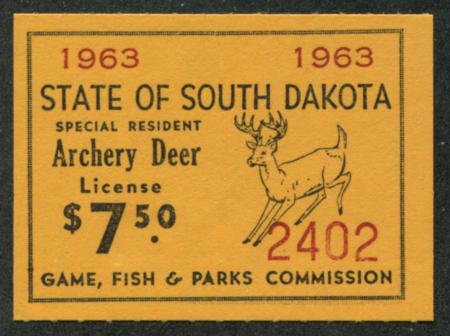 1963 1963
STATE OF SOUTH DAKOTA
SPECIAL RESIDENT
Archery Deer
License
$7.50
2402
GAME, FISH & PARKS COMMISSION